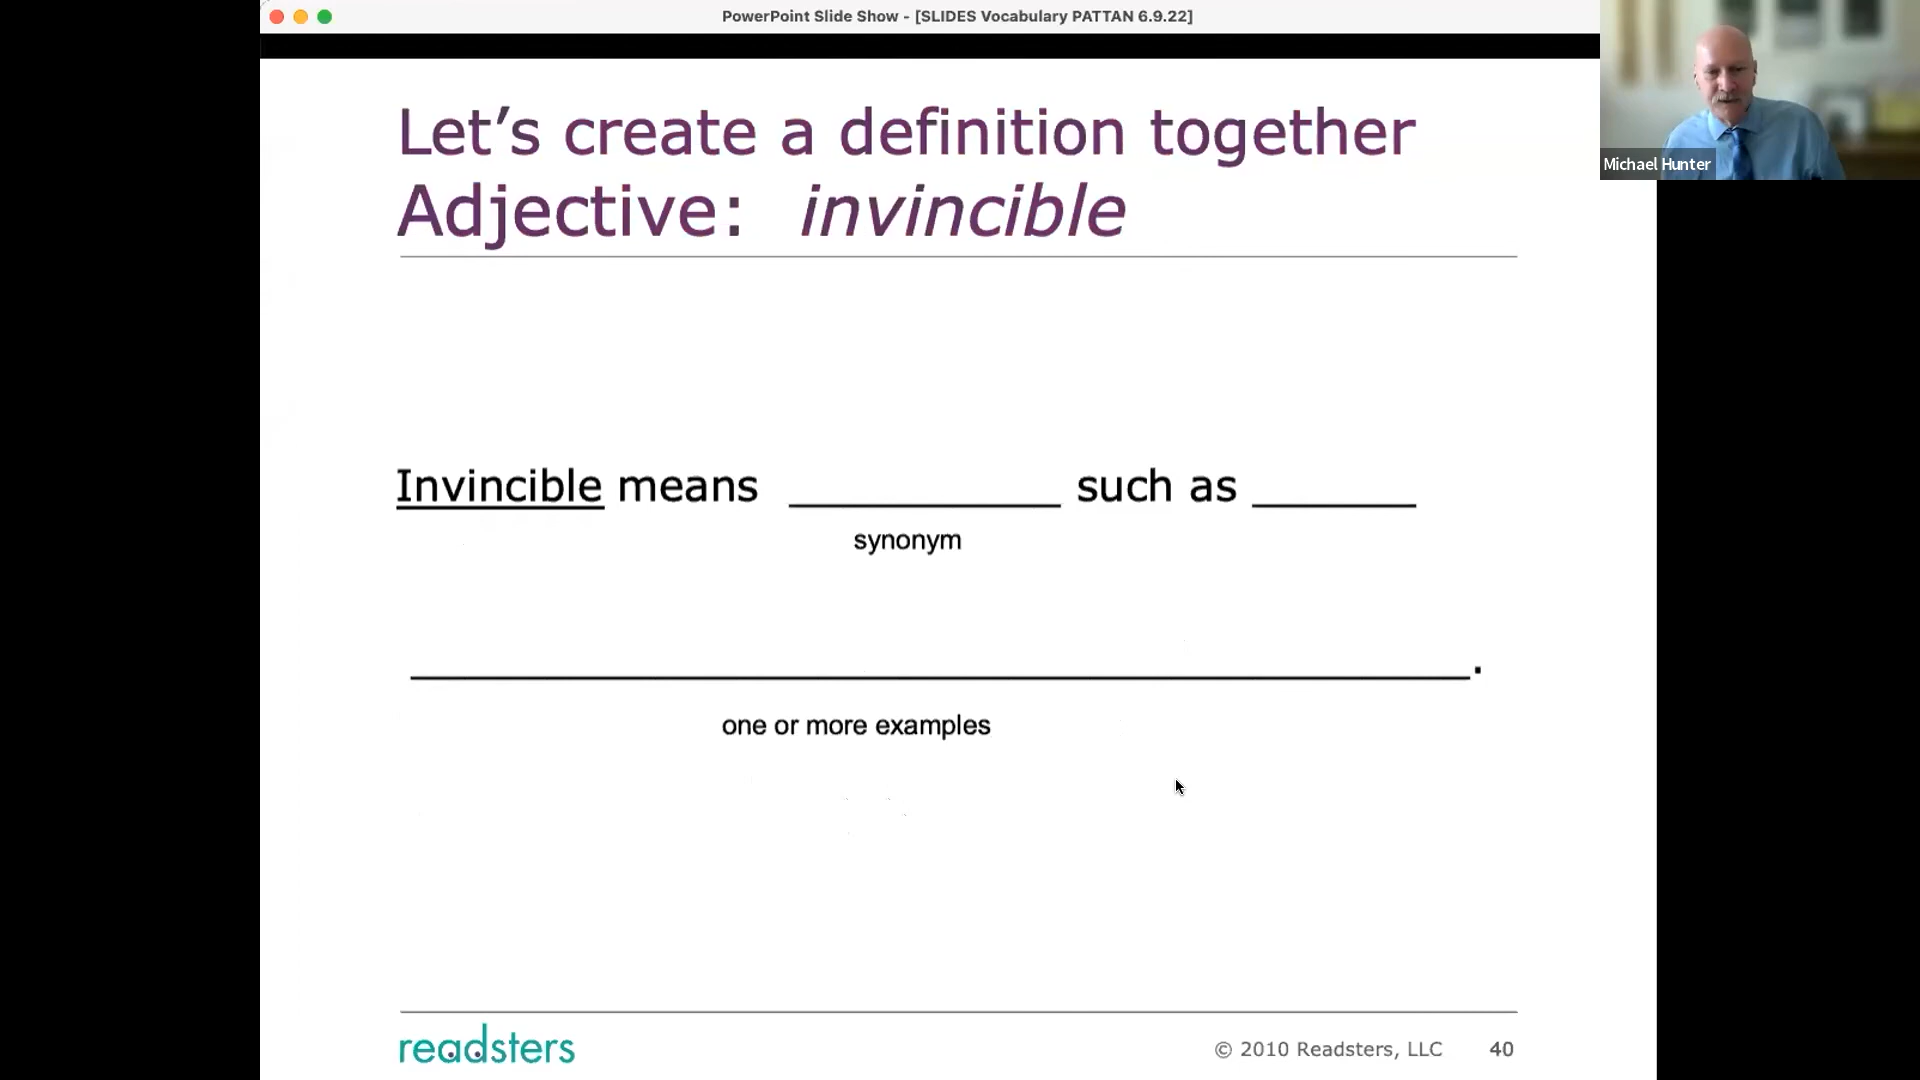 PowerPoint Slide Show - [SLIDES Vocabulary PATTAN 6.9.22]
Michael Hunter
Let’s create a definition together
Adjective: invincible
Invincible means ____________ such as _______
synonym
______________________________________________.
one or more examples
readsters
© 2010 Readsters, LLC 40